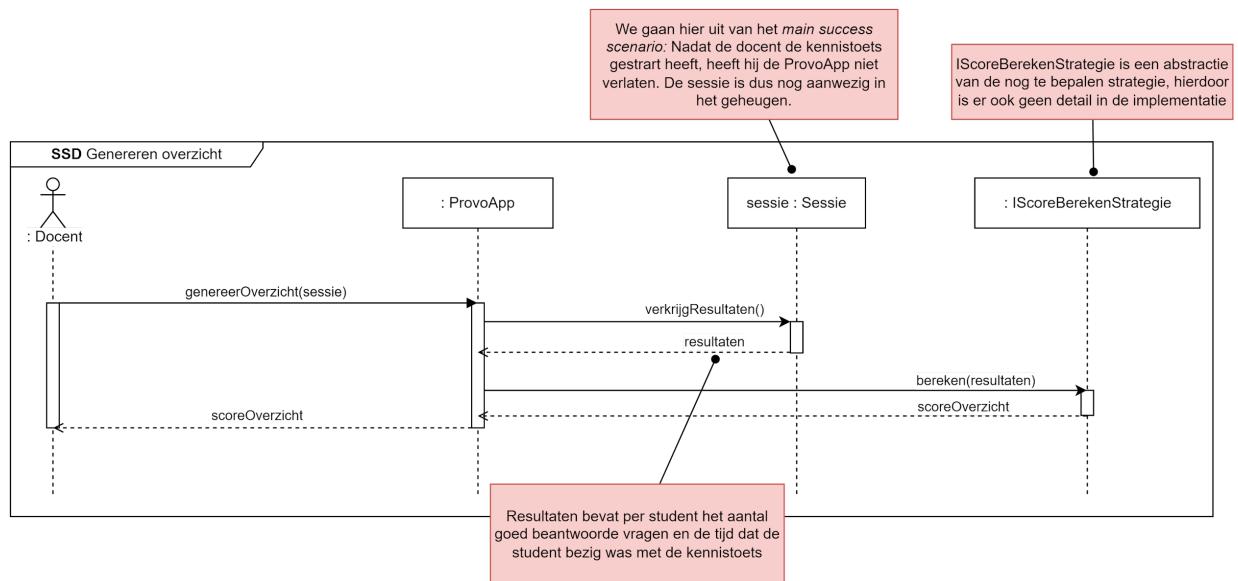 We gaan hier uit van het main success
scenario: Nadat de docent de kennistoets
gestrart heeft, heeft hij de ProvoApp niet
verlaten. De sessie is dus nog aanwezig in
het geheugen.
IScoreBerekenStrategie is een abstractie
van de nog te bepalen strategie, hierdoor
is er ook geen detail in de implementatie
SSD Genereren overzicht
: Docent
: ProvoApp
sessie : Sessie
: IScoreBerekenStrategie
genereerOverzicht(sessie)
verkrijgResultaten()
resultaten
bereken(resultaten)
scoreOverzicht
scoreOverzicht
Resultaten bevat per student het aantal
goed beantwoorde vragen en de tijd dat de
student bezig was met de kennistoets